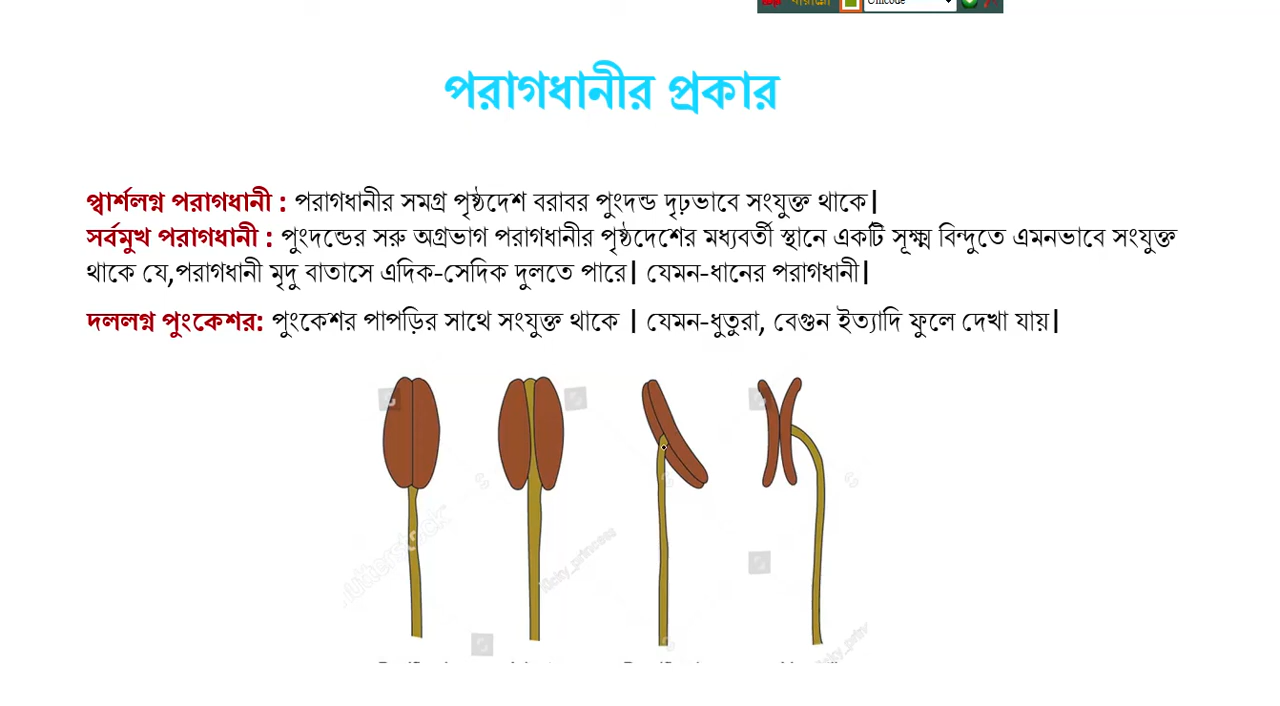 Unicode
পরাগধানীর প্রকার
প্বার্শলগ্ন পরাগধানী : পরাগধানীর সমগ্র পৃষ্ঠদেশ বরাবর পুংদন্ড দৃঢ়ভাবে সংযুক্ত থাকে|
সর্বমুখ পরাগধানী : পুংদন্ডের সরু অগ্রভাগ পরাগধানীর পৃষ্ঠদেশের মধ্যবর্তী স্থানে একটি সূক্ষ্ম বিন্দুতে এমনভাবে সংযুক্ত
থাকে যে,পরাগধানী মৃদু বাতাসে এদিক-সেদিক দুলতে পারে| যেমন-ধানের পরাগধানী|
দললগ্ন পুংকেশর: পুংকেশর পাপড়ির সাথে সংযুক্ত থাকে | যেমন-ধুতুরা, বেগুন ইত্যাদি ফুলে দেখা যায়|